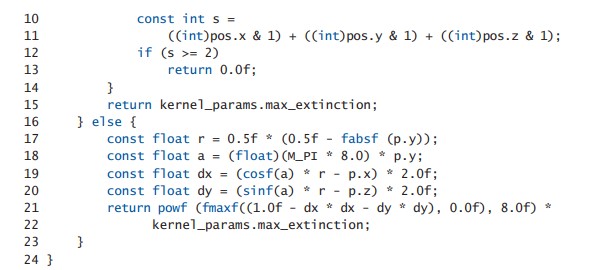 10 const int s =
11 ((int)pos.x & 1) + ((int)pos.y & 1) + ((int)pos.z & 1);
12 if (s >= 2)
13 return 0.0f;
14 }
15 return kernel_params.max_extinction;
16 } else {
17 const float r = 0.5f * (0.5f - fabsf (p.y));
18 const float a = (float)(M_PI * 8.0) * p.y;
19 const float dx = (cosf(a) * r - p.x) * 2.0f;
20 const float dy = (sinf(a) * r - p.z) * 2.0f;
21 return powf (fmaxf((1.0f - dx * dx - dy * dy), 0.0f), 8.0f) *
22 kernel_params.max_extinction;
23 }
24 }